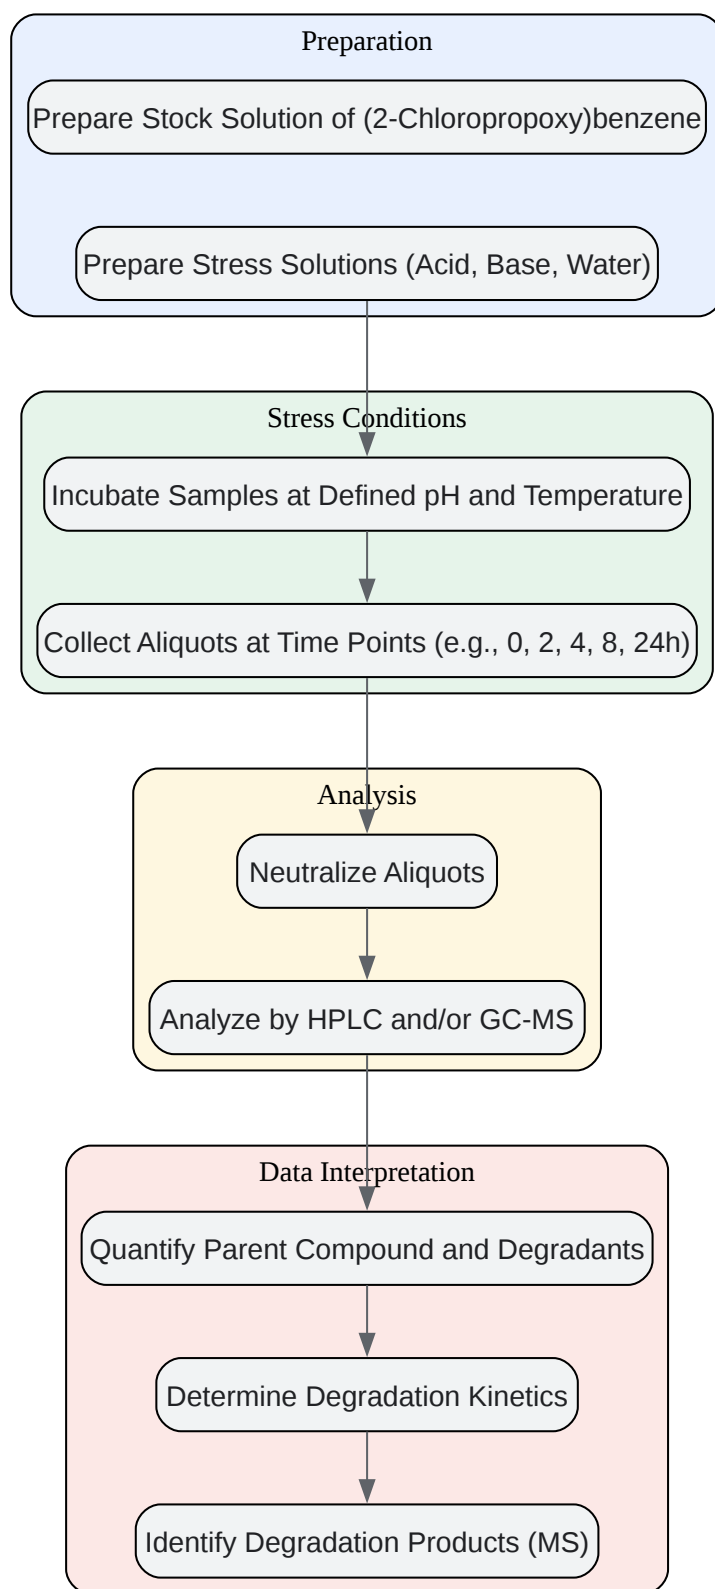 Preparation
Prepare Stock Solution of (2-Chloropropoxy)benzene
Prepare Stress Solutions (Acid, Base, Water)
Stress Conditions
Incubate Samples at Defined pH and Temperature
Collect Aliquots at Time Points (e.g., 0, 2, 4, 8, 24h)
Analysis
Neutralize Aliquots
Analyze by HPLC and/or GC-MS
Data Interpretation
Quantify Parent Compound and Degradants
Determine Degradation Kinetics
Identify Degradation Products (MS)